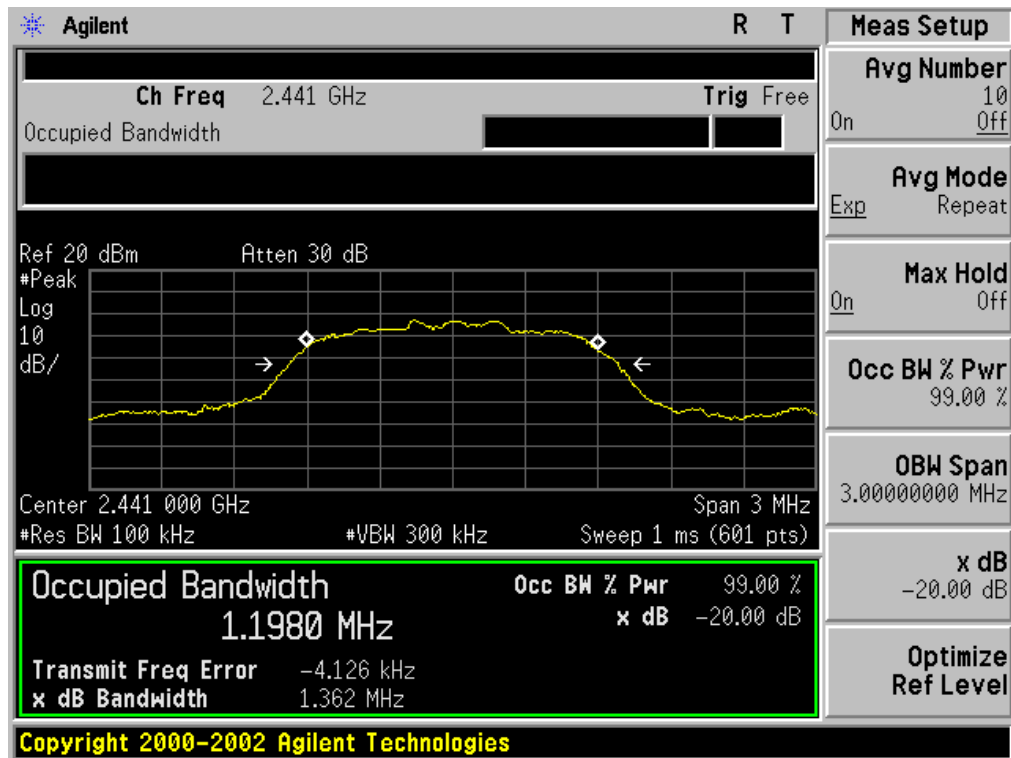 Agilent R T Meas Setup
Ch Freq 2.441 GHz Trig Free
Occupied Bandwidth
Ref 20 dBm Atten 30 dB
#Peak
Log
10
dB/
Center 2.441 000 GHz Span 3 MHz
#Res BW 100 kHz #VBW 300 kHz Sweep 1 ms (601 pts)
Occupied Bandwidth Occ BW % Pwr 99.00 %
1.1980 MHz x dB -20.00 dB
Transmit Freq Error -4.126 kHz
x dB Bandwidth 1.362 MHz
Copyright 2000-2002 Agilent Technologies
Avg Number
10
On Off
Avg Mode
Exp Repeat
Max Hold
On Off
Occ BW % Pwr
99.00 %
OBW Span
3.00000000 MHz
x dB
-20.00 dB
Optimize
Ref Level